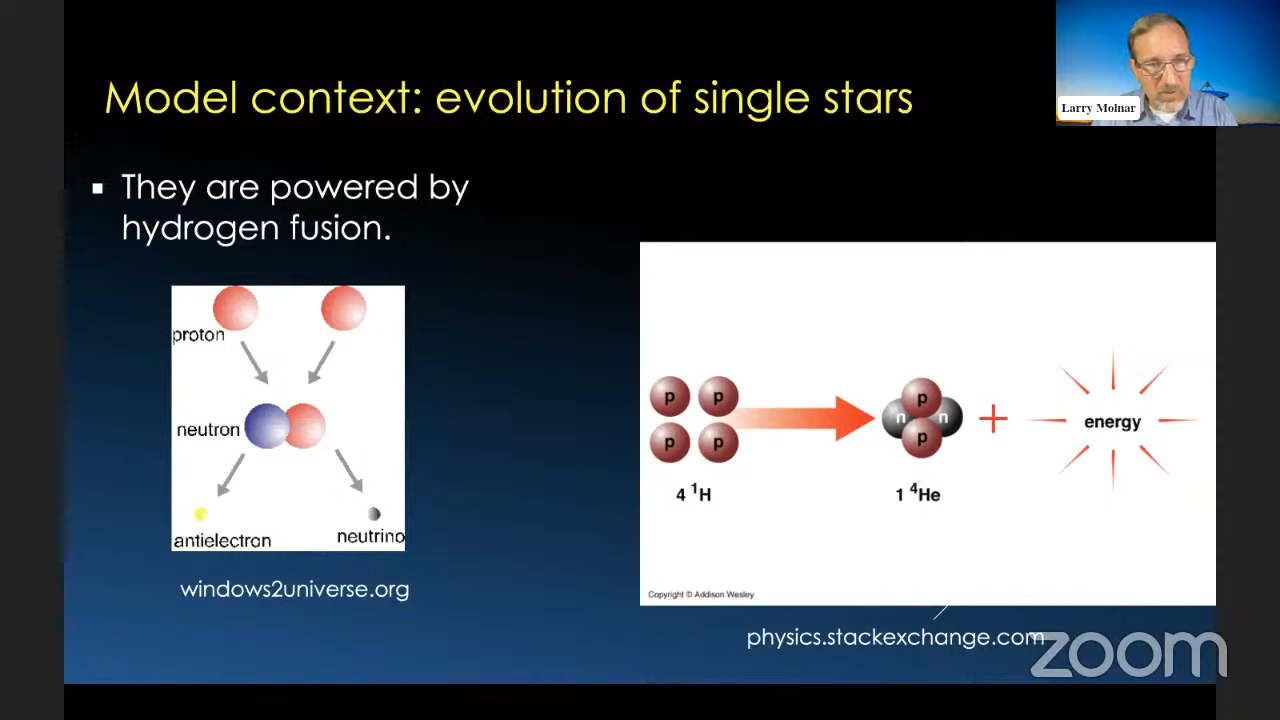 Model context: evolution of single stars
Larry Molnar
▪ They are powered by
hydrogen fusion.
proton
neutron
antielectron
neutrino
windows2universe.org
p p
p p
4 ¹H
p
n n
p
1 ⁴He
+
energy
Copyright © Addison Wesley
physics.stackexchange.com
zoom